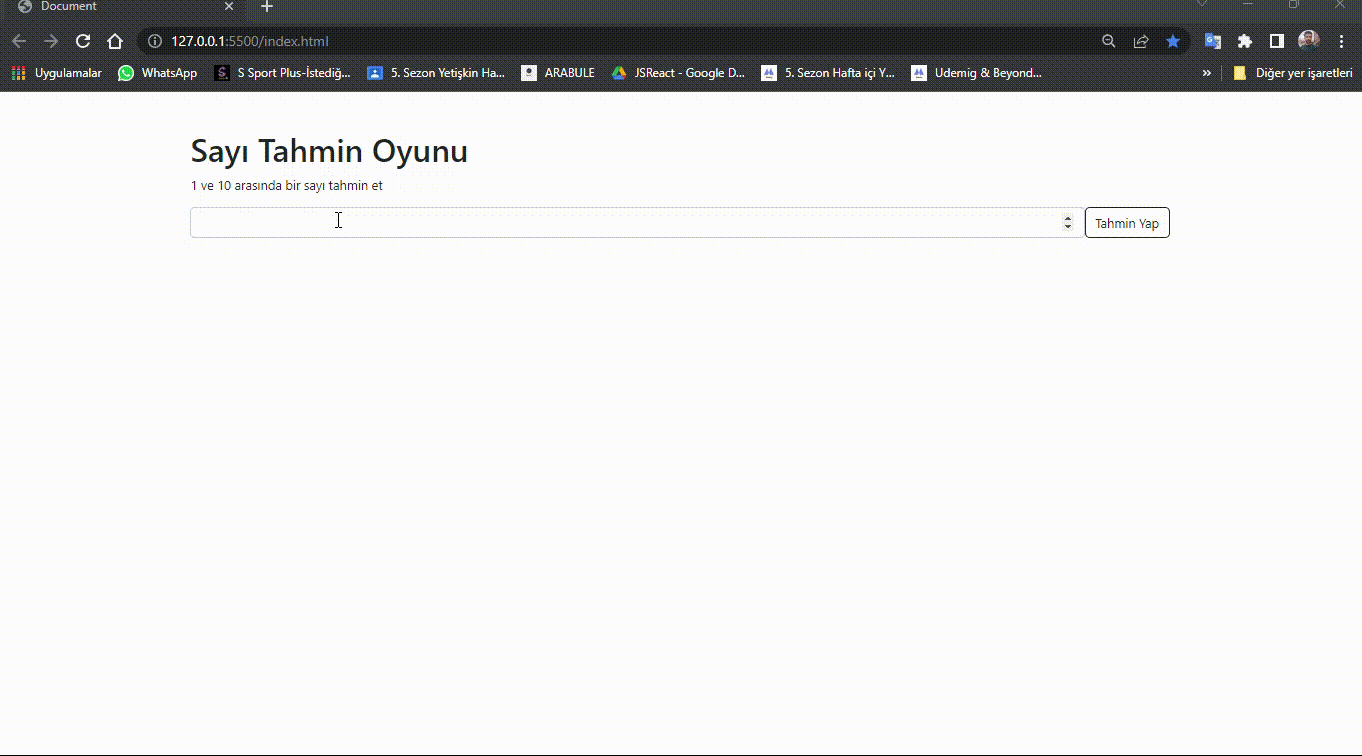 Document
127.0.0.1:5500/index.html
Uygulamalar WhatsApp S Sport Plus-İstediğ... 5. Sezon Yetişkin Ha... ARABULE JSReact - Google D... 5. Sezon Hafta içi Y... Udemig & Beyond... » Diğer yer işaretleri
Sayı Tahmin Oyunu
1 ve 10 arasında bir sayı tahmin et
Tahmin Yap